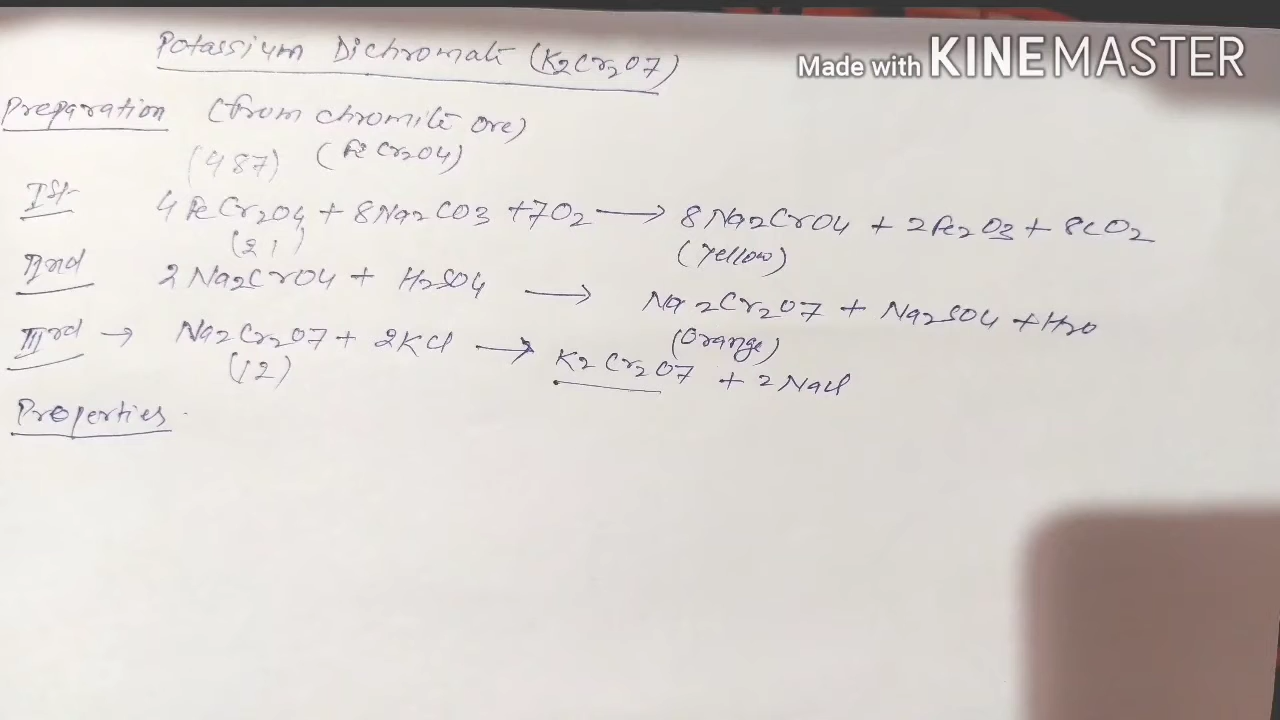 Potassium Dichromate (K2Cr2O7)
Made with KINEMASTER
Preparation (from chromite ore)
(487) (FeCr2O4)
Ist 4FeCr2O4 + 8Na2CO3 + 7O2 → 8Na2CrO4 + 2Fe2O3 + 8CO2
(21) (Yellow)
IInd 2Na2CrO4 + H2SO4 → Na2Cr2O7 + Na2SO4 + H2O
(Orange)
IIIrd → Na2Cr2O7 + 2KCl → K2Cr2O7 + 2NaCl
(12)
Properties